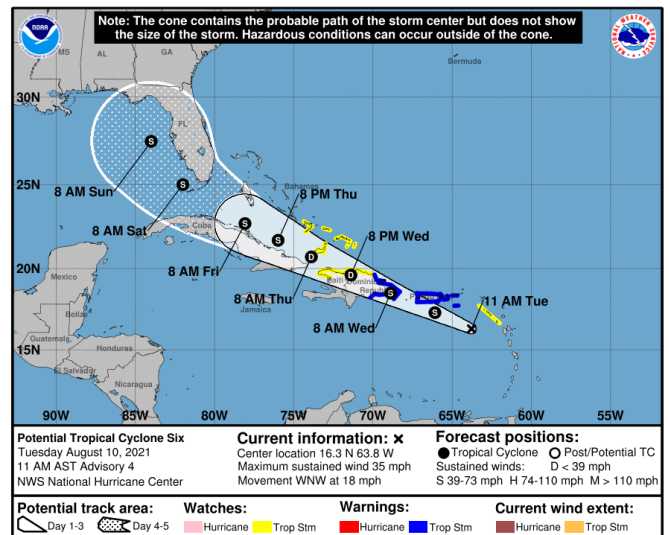 Note: The cone contains the probable path of the storm center but does not show
the size of the storm. Hazardous conditions can occur outside of the cone.
NOAA
NATIONAL WEATHER SERVICE
MS
AL
GA
Bermuda
30N
FL
8 AM Sun
25N
Bahamas
8 PM Thu
8 AM Sat
Cuba
8 PM Wed
8 AM Fri
20N
Mexico
Haiti
Dominican
Republic
8 AM Thu
11 AM Tue
Jamaica
Belize
8 AM Wed
Guatemala
15N
Honduras
El Salvador
Nicaragua
S
S
S
S
D
D
S
S
90W 85W 80W 75W 70W 65W 60W 55W
Potential Tropical Cyclone Six
Tuesday August 10, 2021
11 AM AST Advisory 4
NWS National Hurricane Center
Current information: x
Center location 16.3 N 63.8 W
Maximum sustained wind 35 mph
Movement WNW at 18 mph
Forecast positions:
Tropical Cyclone Post/Potential TC
Sustained winds: D < 39 mph
S 39-73 mph H 74-110 mph M > 110 mph
Potential track area:
Day 1-3 Day 4-5
Watches:
Hurricane Trop Stm
Warnings:
Hurricane Trop Stm
Current wind extent:
Hurricane Trop Stm